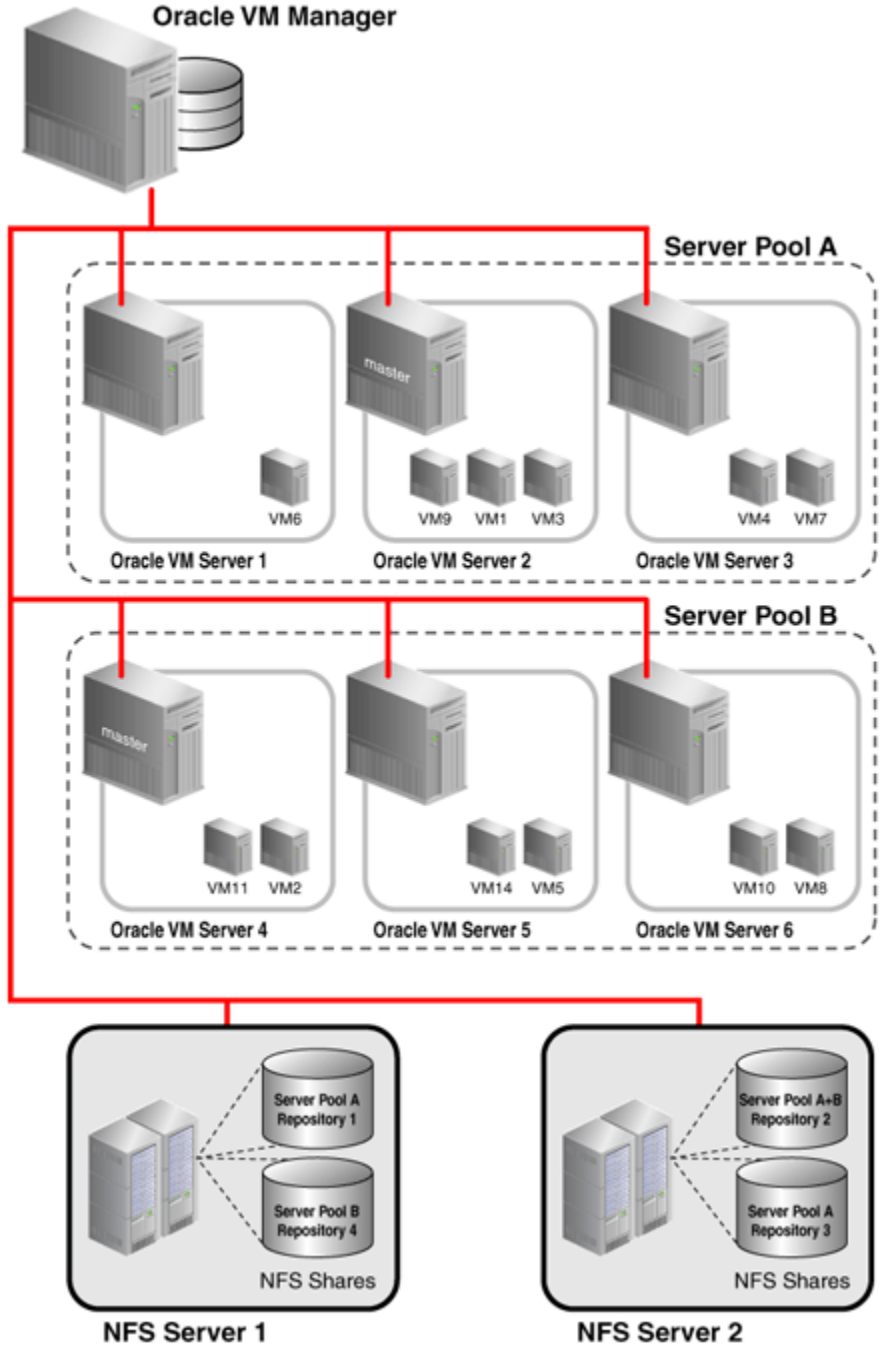 Oracle VM Manager
Server Pool A
master
VM6
VM9
VM1
VM3
VM4
VM7
Oracle VM Server 1
Oracle VM Server 2
Oracle VM Server 3
Server Pool B
master
VM11
VM2
VM14
VM5
VM10
VM8
Oracle VM Server 4
Oracle VM Server 5
Oracle VM Server 6
Server Pool A
Repository 1
Server Pool B
Repository 4
NFS Shares
NFS Server 1
Server Pool A+B
Repository 2
Server Pool A
Repository 3
NFS Shares
NFS Server 2